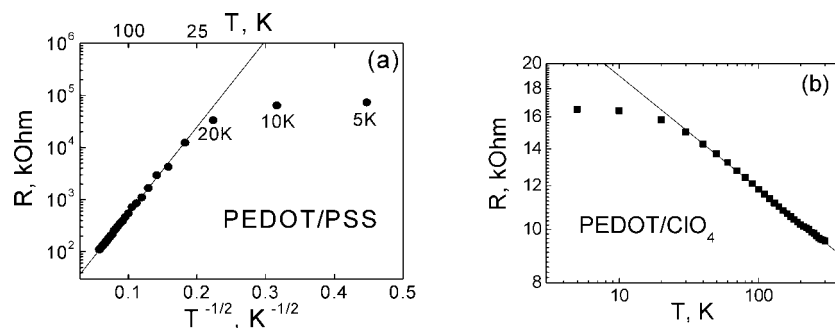 100 25 T, K
(a)
10^6
10^5
10^4
10^3
10^2
R, kOhm
20K 10K 5K
PEDOT/PSS
0.1 0.2 0.3 0.4 0.5
T^-1/2, K^-1/2
(b)
20
18
16
14
12
10
8
R, kOhm
PEDOT/ClO₄
10 100
T, K